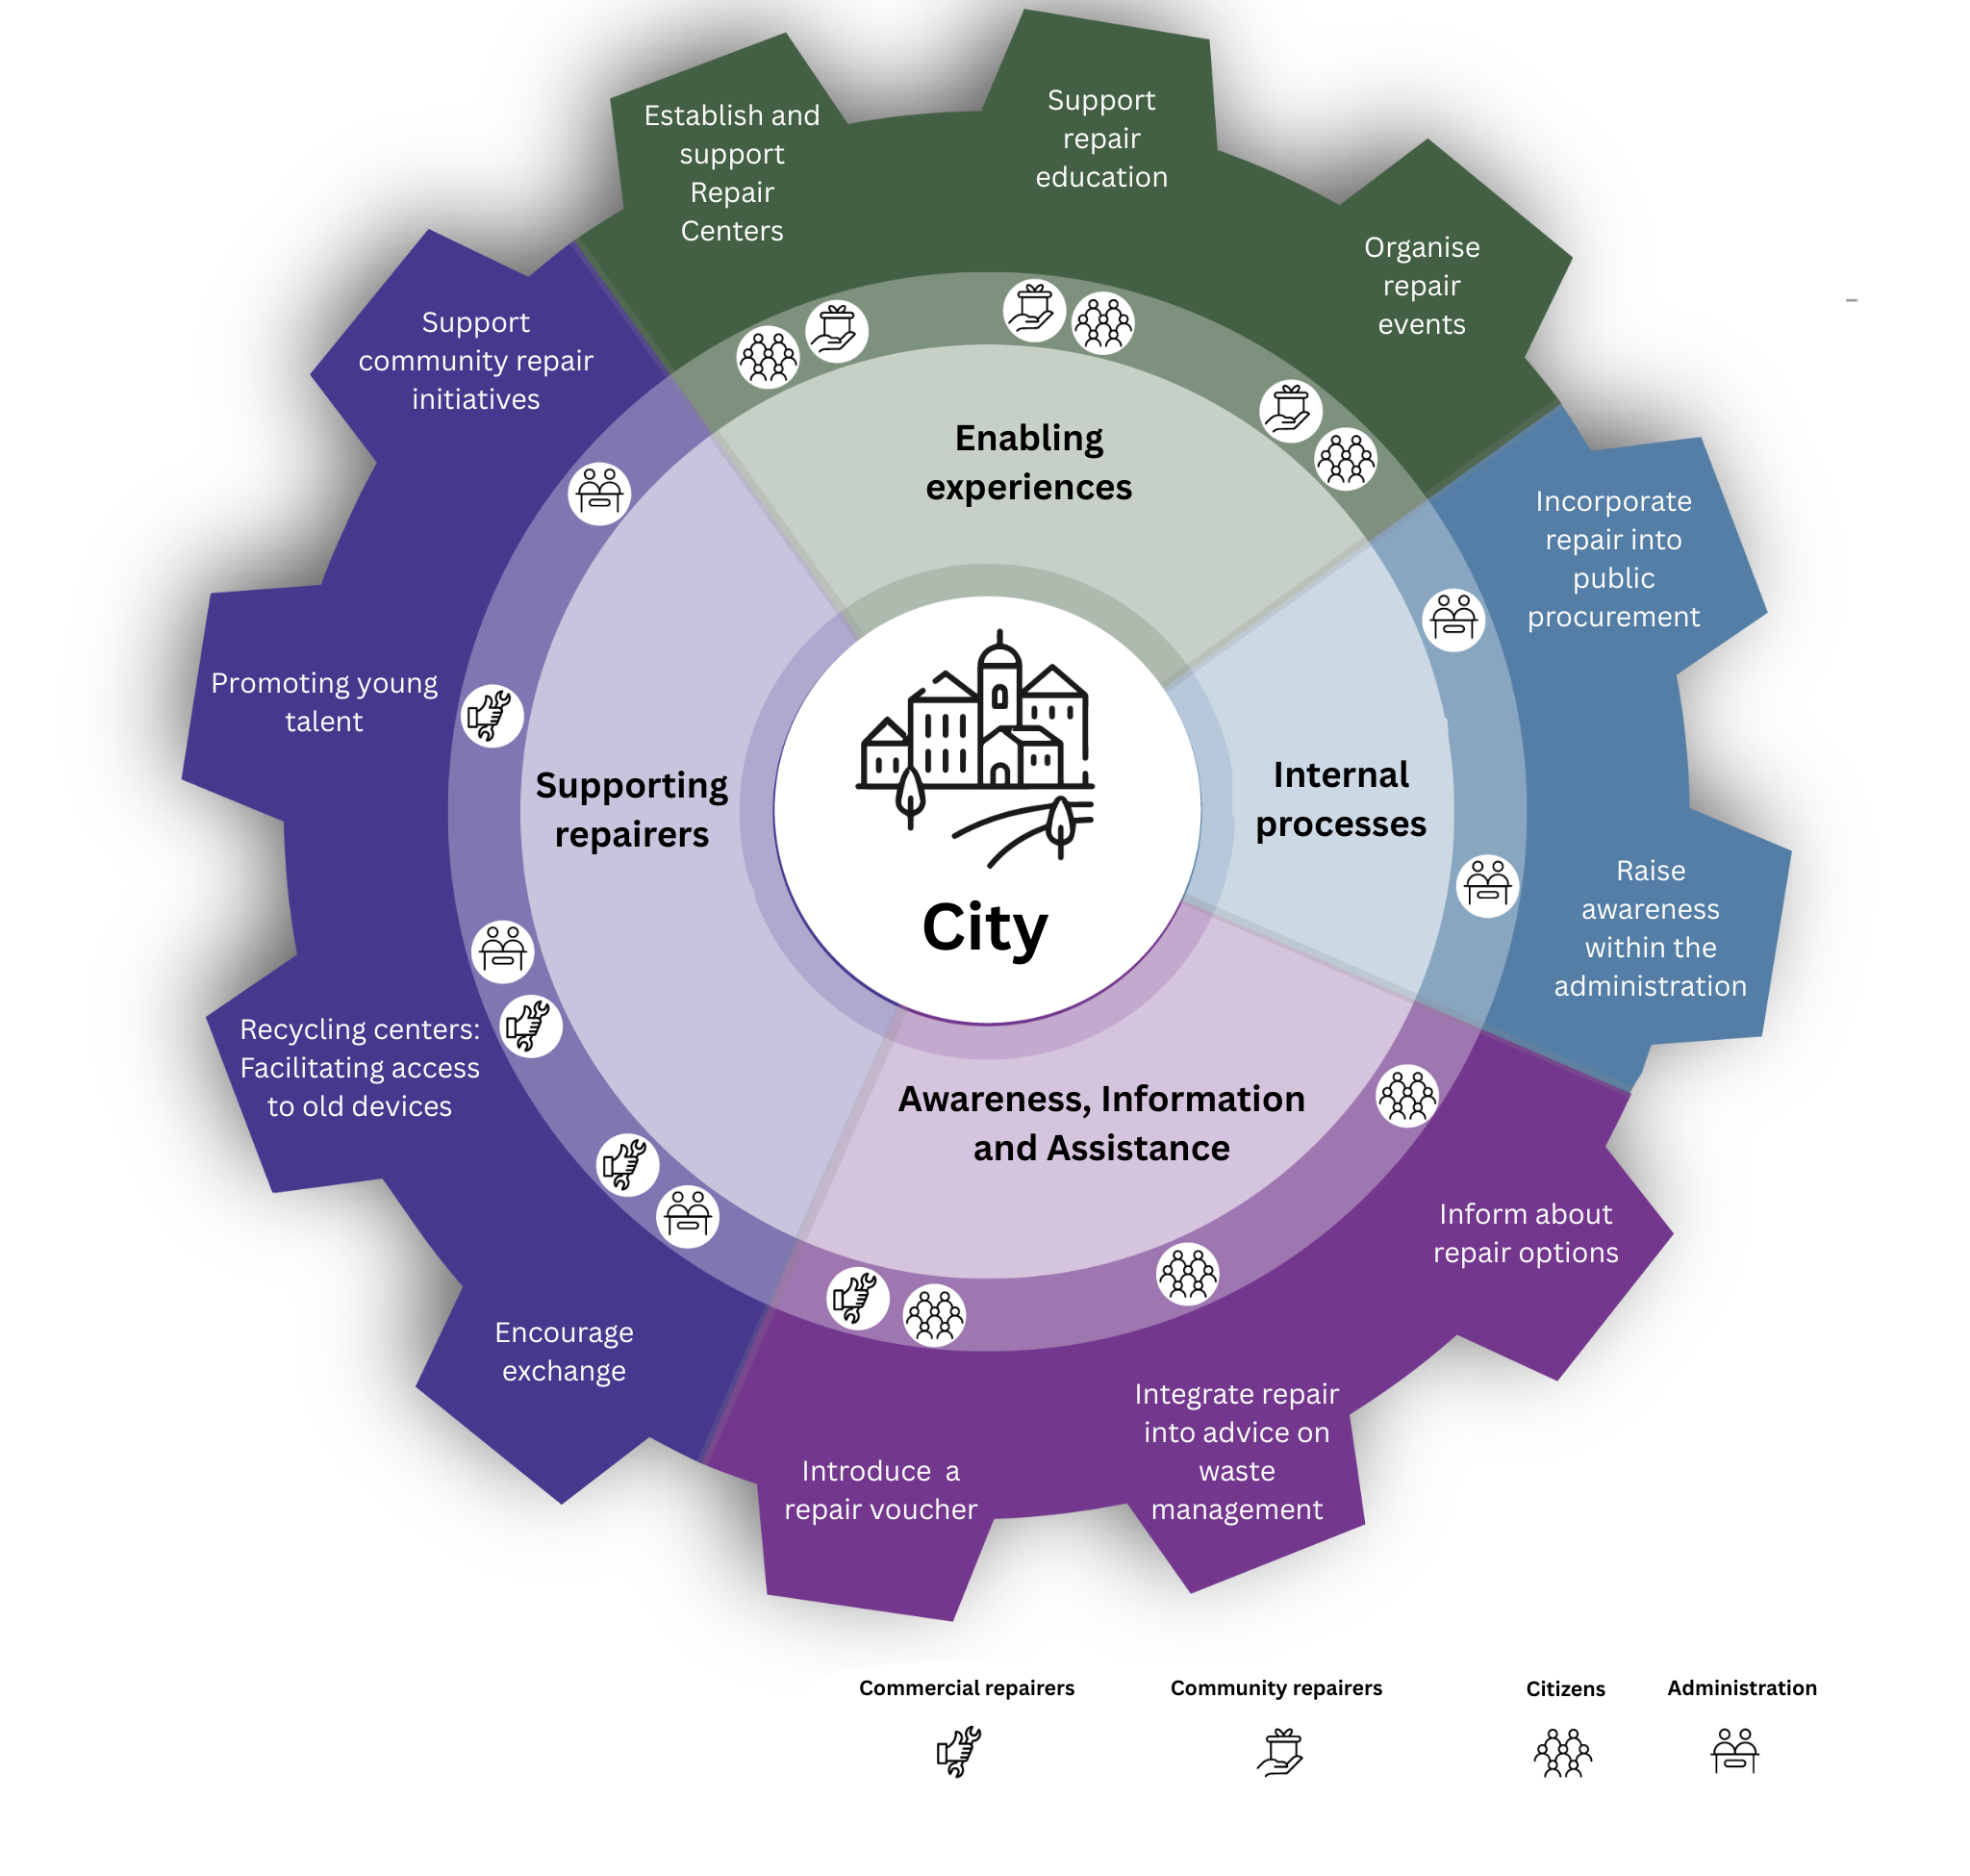 Establish and
support
Repair
Centers
Support
repair
education
Organise
repair
events
Incorporate
repair into
public
procurement
Raise
awareness
within the
administration
Inform about
repair options
Integrate repair
into advice on
waste
management
Introduce  a
repair voucher
Encourage
exchange
Recycling centers:
Facilitating access
to old devices
Promoting young
talent
Support
community repair
initiatives
Enabling
experiences
Internal
processes
Awareness, Information
and Assistance
Supporting
repairers
City
Commercial repairers
Community repairers
Citizens
Administration